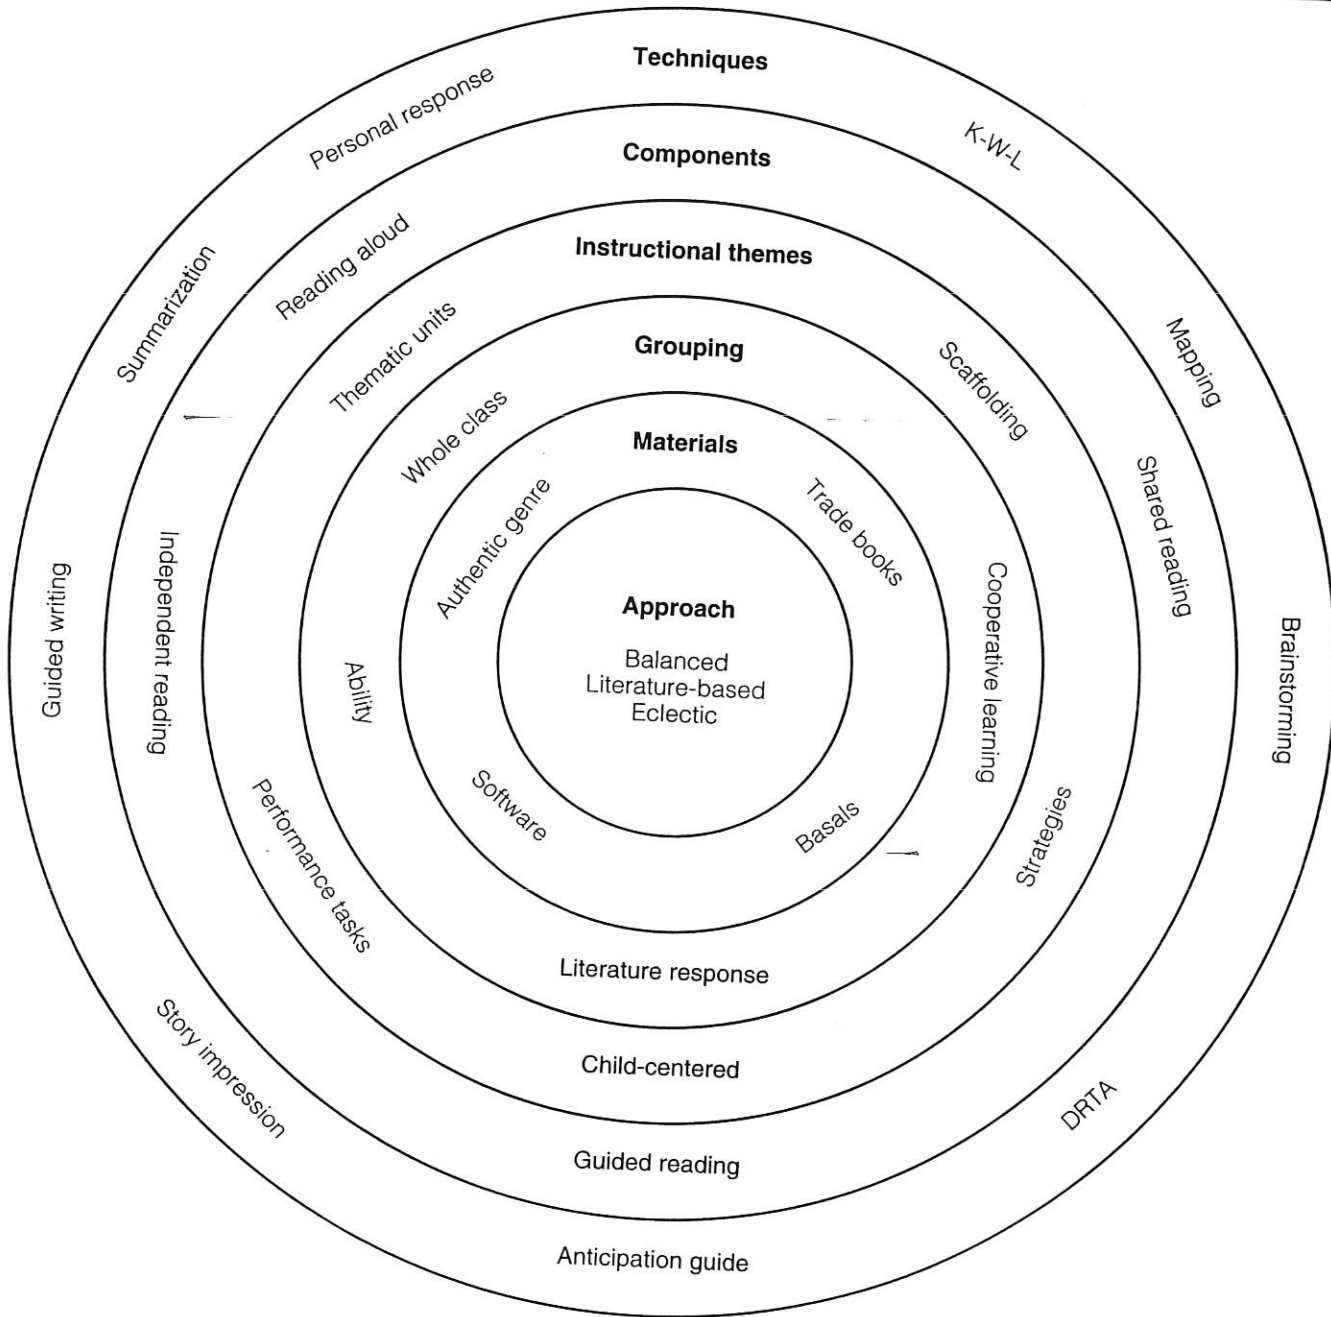 Techniques
Personal response
K-W-L
Summarization
Mapping
Guided writing
Brainstorming
Story impression
DRTA
Anticipation guide
Components
Reading aloud
Shared reading
Independent reading
Guided reading
Instructional themes
Thematic units
Scaffolding
Performance tasks
Strategies
Child-centered
Grouping
Whole class
Cooperative learning
Ability
Literature response
Materials
Authentic genre
Trade books
Software
Basals
Approach
Balanced
Literature-based
Eclectic